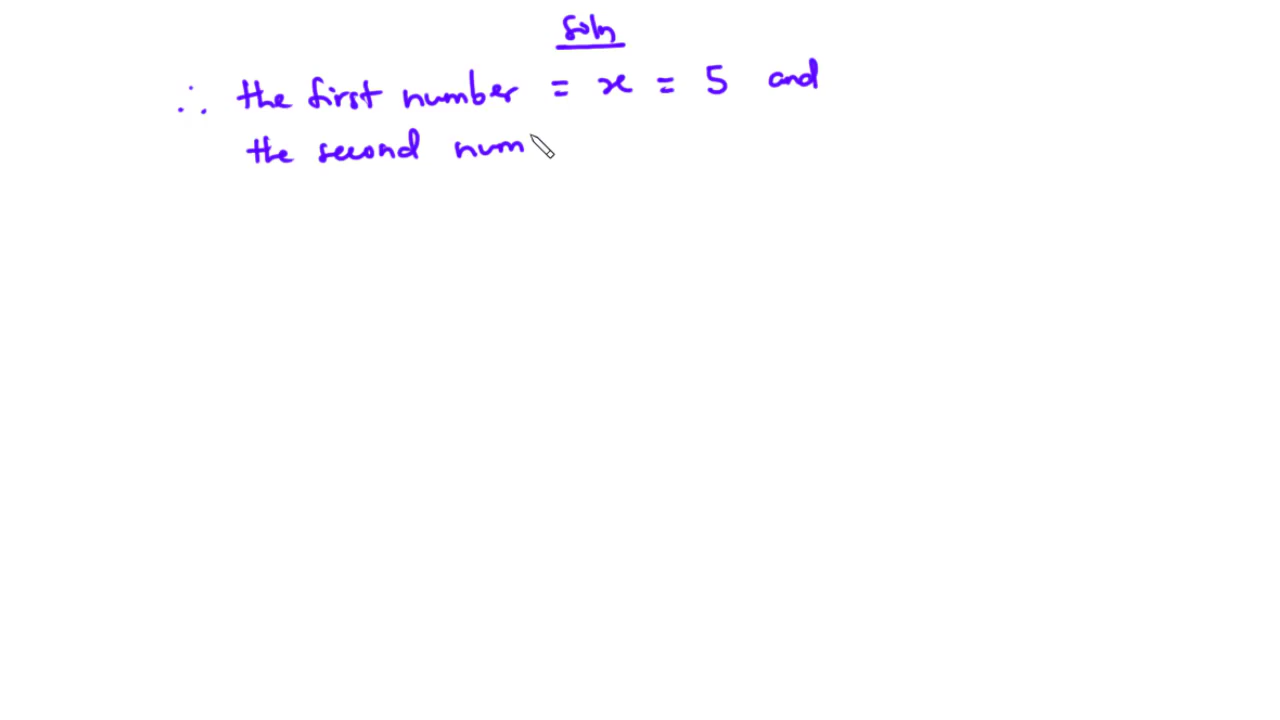 Soln
∴ the first number = x = 5 and
the second num